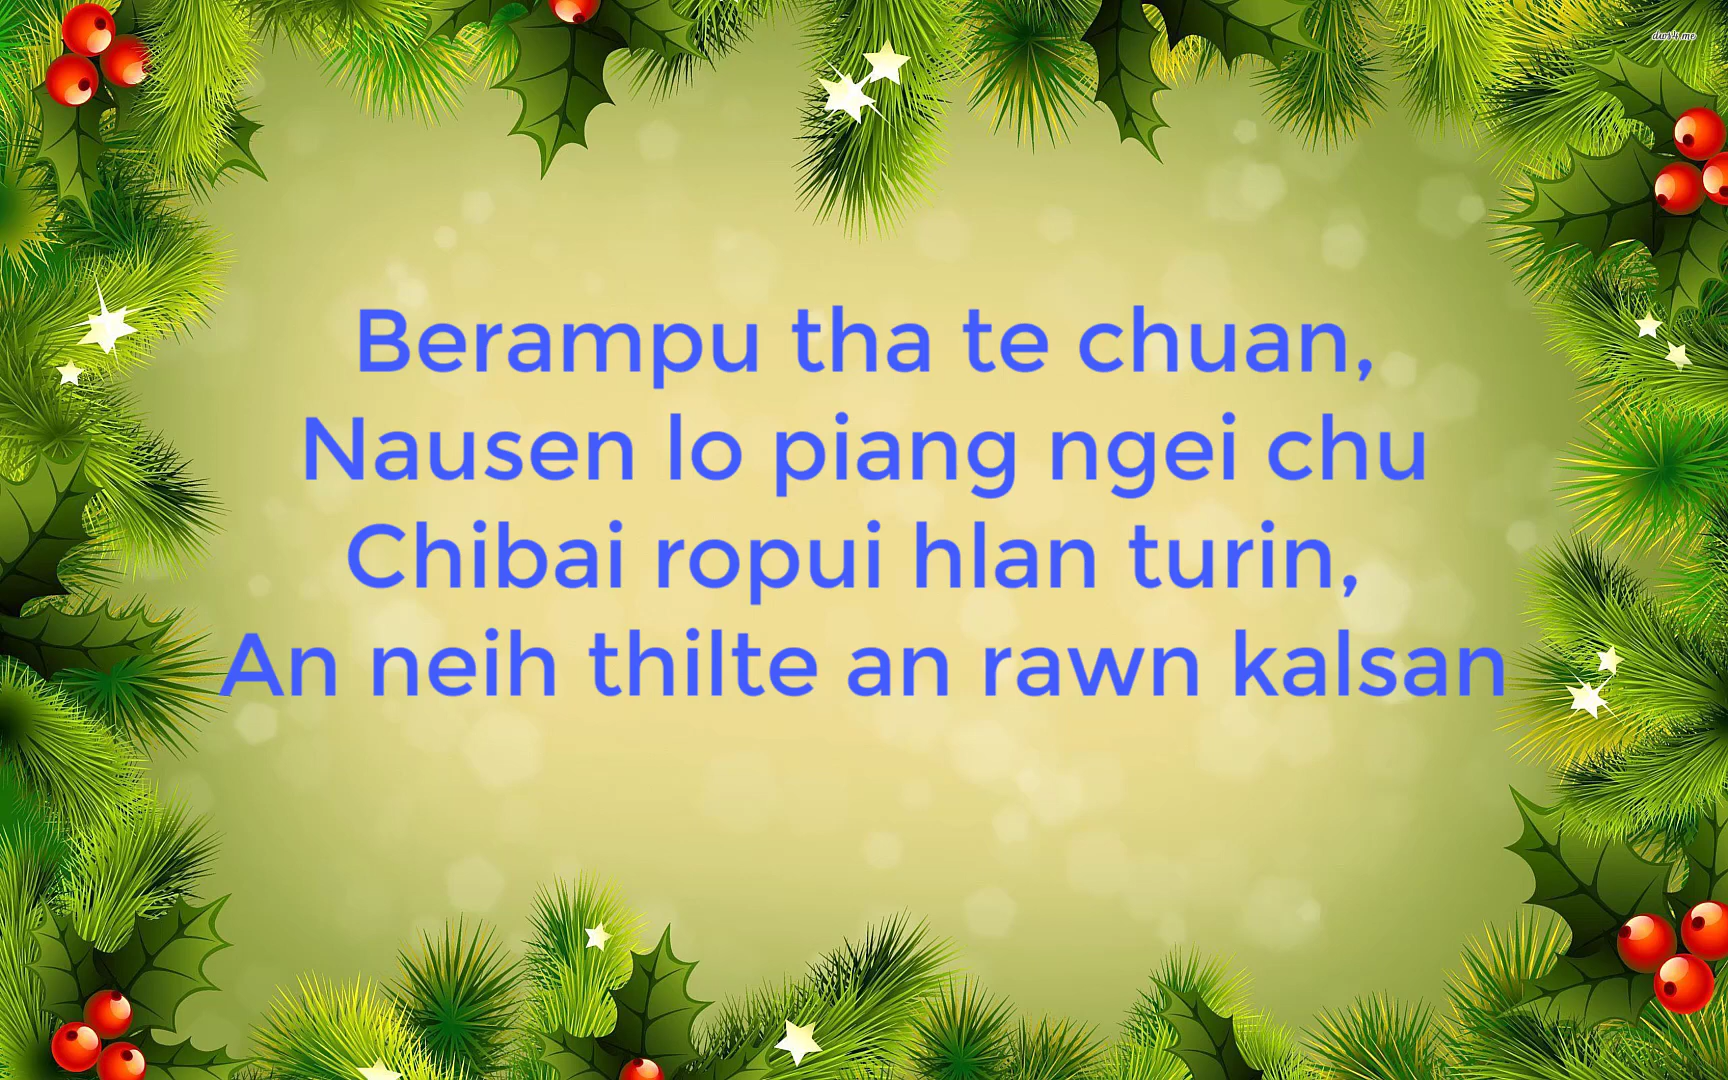 Berampu tha te chuan,
Nausen lo piang ngei chu
Chibai ropui hlan turin,
An neih thilte an rawn kalsan